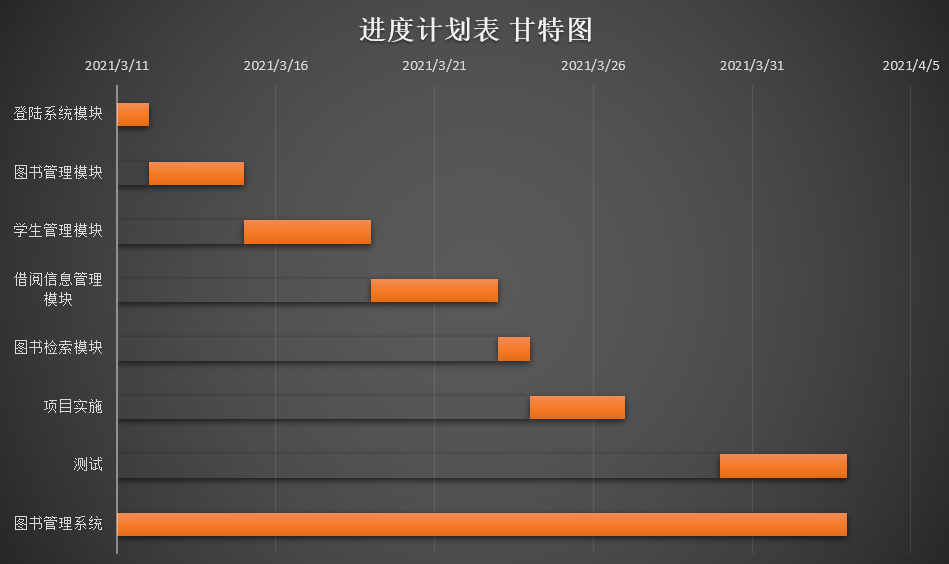 进度计划表 甘特图
2021/3/11 2021/3/16 2021/3/21 2021/3/26 2021/3/31 2021/4/5
登陆系统模块
图书管理模块
学生管理模块
借阅信息管理
模块
图书检索模块
项目实施
测试
图书管理系统